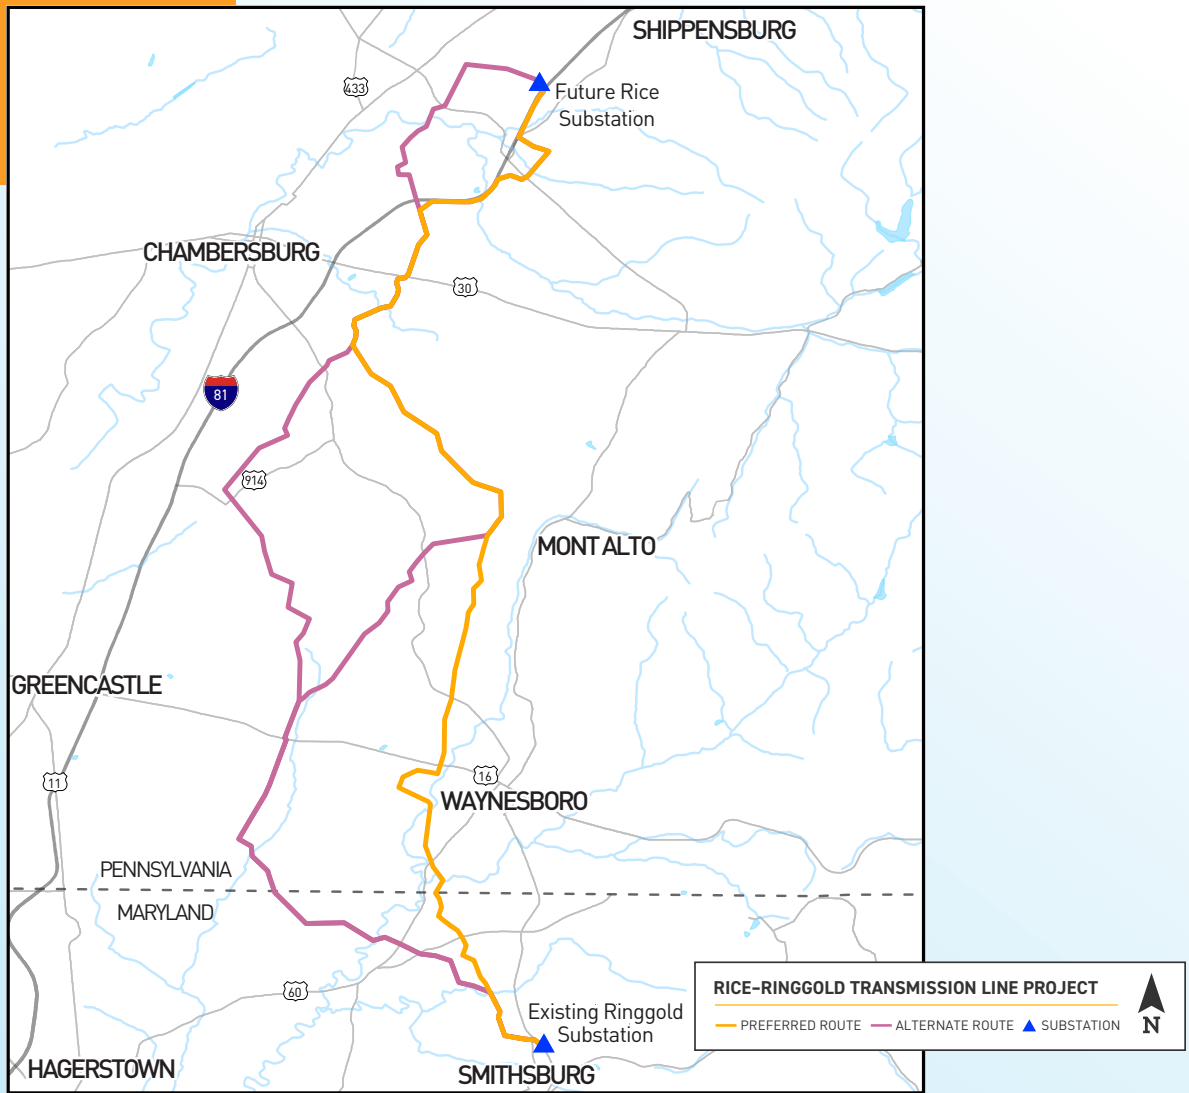 SHIPPENSBURG
433
Future Rice
Substation
CHAMBERSBURG
30
81
914
MONT ALTO
GREENCASTLE
11
16
WAYNESBORO
PENNSYLVANIA
MARYLAND
60
Existing Ringgold
Substation
HAGERSTOWN
SMITHSBURG
RICE–RINGGOLD TRANSMISSION LINE PROJECT
PREFERRED ROUTE ALTERNATE ROUTE SUBSTATION
N